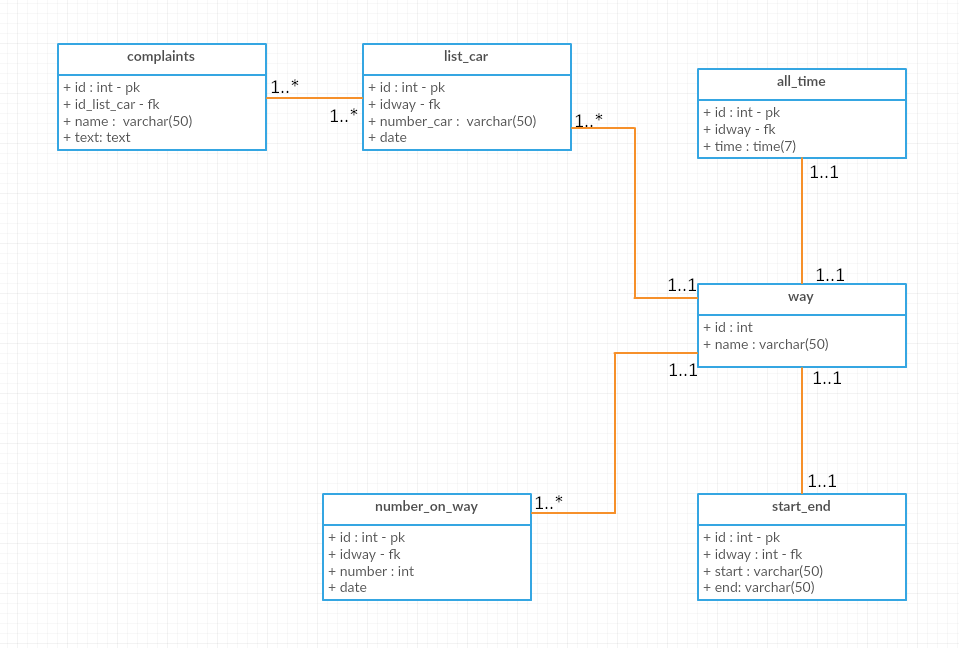 complaints
+ id : int - pk
+ id_list_car - fk
+ name :  varchar(50)
+ text: text
1..*
1..*
list_car
+ id : int - pk
+ idway - fk
+ number_car :  varchar(50)
+ date
1..*
all_time
+ id : int - pk
+ idway - fk
+ time : time(7)
1..1
1..1
1..1
way
+ id : int
+ name : varchar(50)
1..1
1..1
1..1
1..*
number_on_way
+ id : int - pk
+ idway - fk
+ number : int
+ date
start_end
+ id : int - pk
+ idway : int - fk
+ start : varchar(50)
+ end: varchar(50)